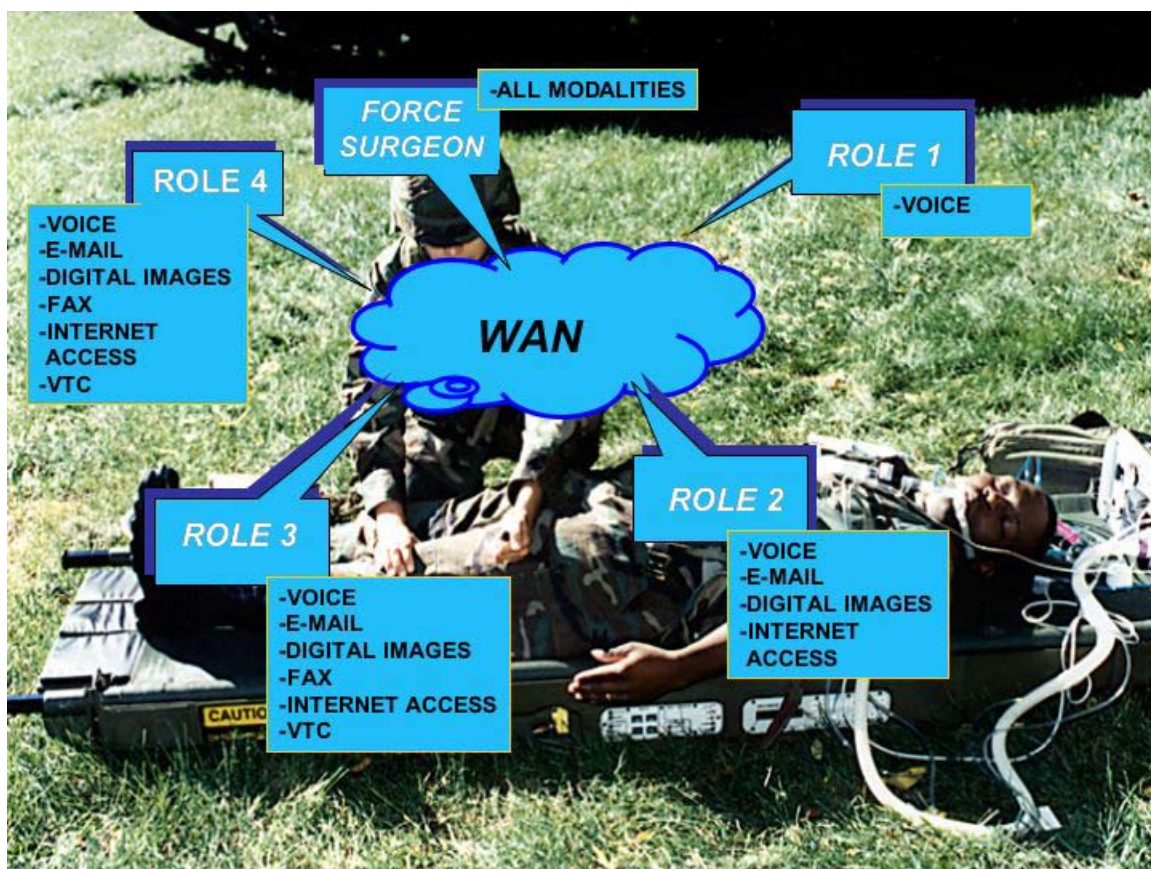 -ALL MODALITIES
FORCE
SURGEON
ROLE 1
-VOICE
ROLE 4
-VOICE
-E-MAIL
-DIGITAL IMAGES
-FAX
-INTERNET
ACCESS
-VTC
WAN
ROLE 3
-VOICE
-E-MAIL
-DIGITAL IMAGES
-FAX
-INTERNET ACCESS
-VTC
ROLE 2
-VOICE
-E-MAIL
-DIGITAL IMAGES
-INTERNET
ACCESS
CAUTIO